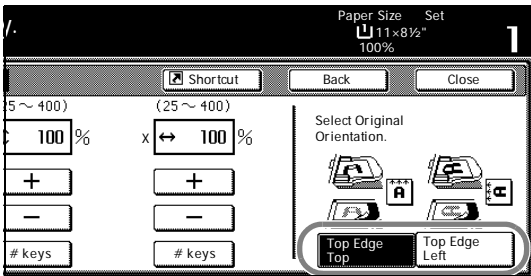 /.
Paper Size Set
11×8½"
100%
1
Shortcut Back Close
25~400) (25~400)
100 % x ↔ 100 %
Select Original
Orientation.
+ +
− −
# keys # keys
Top Edge
Top
Top Edge
Left